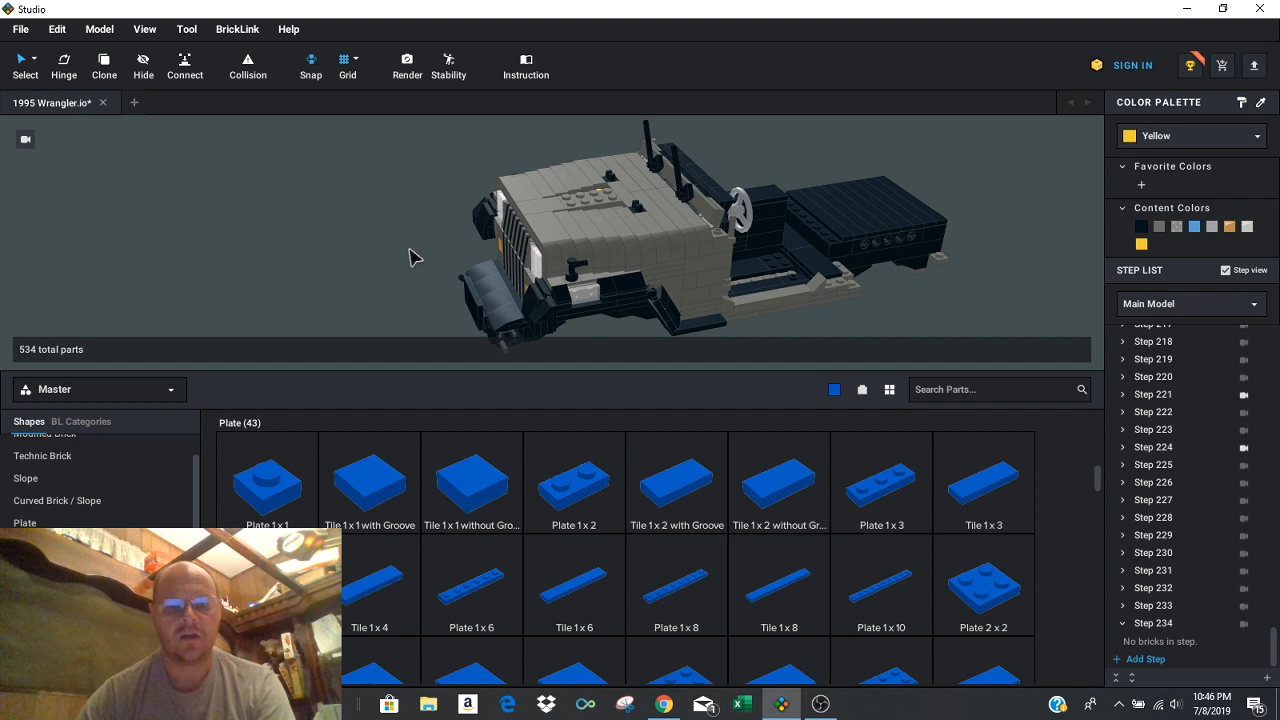 Studio
File Edit Model View Tool BrickLink Help
Select Hinge Clone Hide Connect Collision Snap Grid Render Stability Instruction SIGN IN
1995 Wrangler.io*
COLOR PALETTE
Yellow
Favorite Colors
Content Colors
STEP LIST Step view
Main Model
Step 217
Step 218
Step 219
Step 220
Step 221
Step 222
Step 223
Step 224
Step 225
Step 226
Step 227
Step 228
Step 229
Step 230
Step 231
Step 232
Step 233
Step 234
No bricks in step.
Add Step
534 total parts
Master
Search Parts...
Shapes BL Categories
Modified Brick
Technic Brick
Slope
Curved Brick / Slope
Plate
Plate (43)
Plate 1 x 1 Tile 1 x 1 with Groove Tile 1 x 1 without Gro... Plate 1 x 2 Tile 1 x 2 with Groove Tile 1 x 2 without Gr... Plate 1 x 3 Tile 1 x 3
Tile 1 x 4 Plate 1 x 6 Tile 1 x 6 Plate 1 x 8 Tile 1 x 8 Plate 1 x 10 Plate 2 x 2
10:46 PM
7/8/2019
15